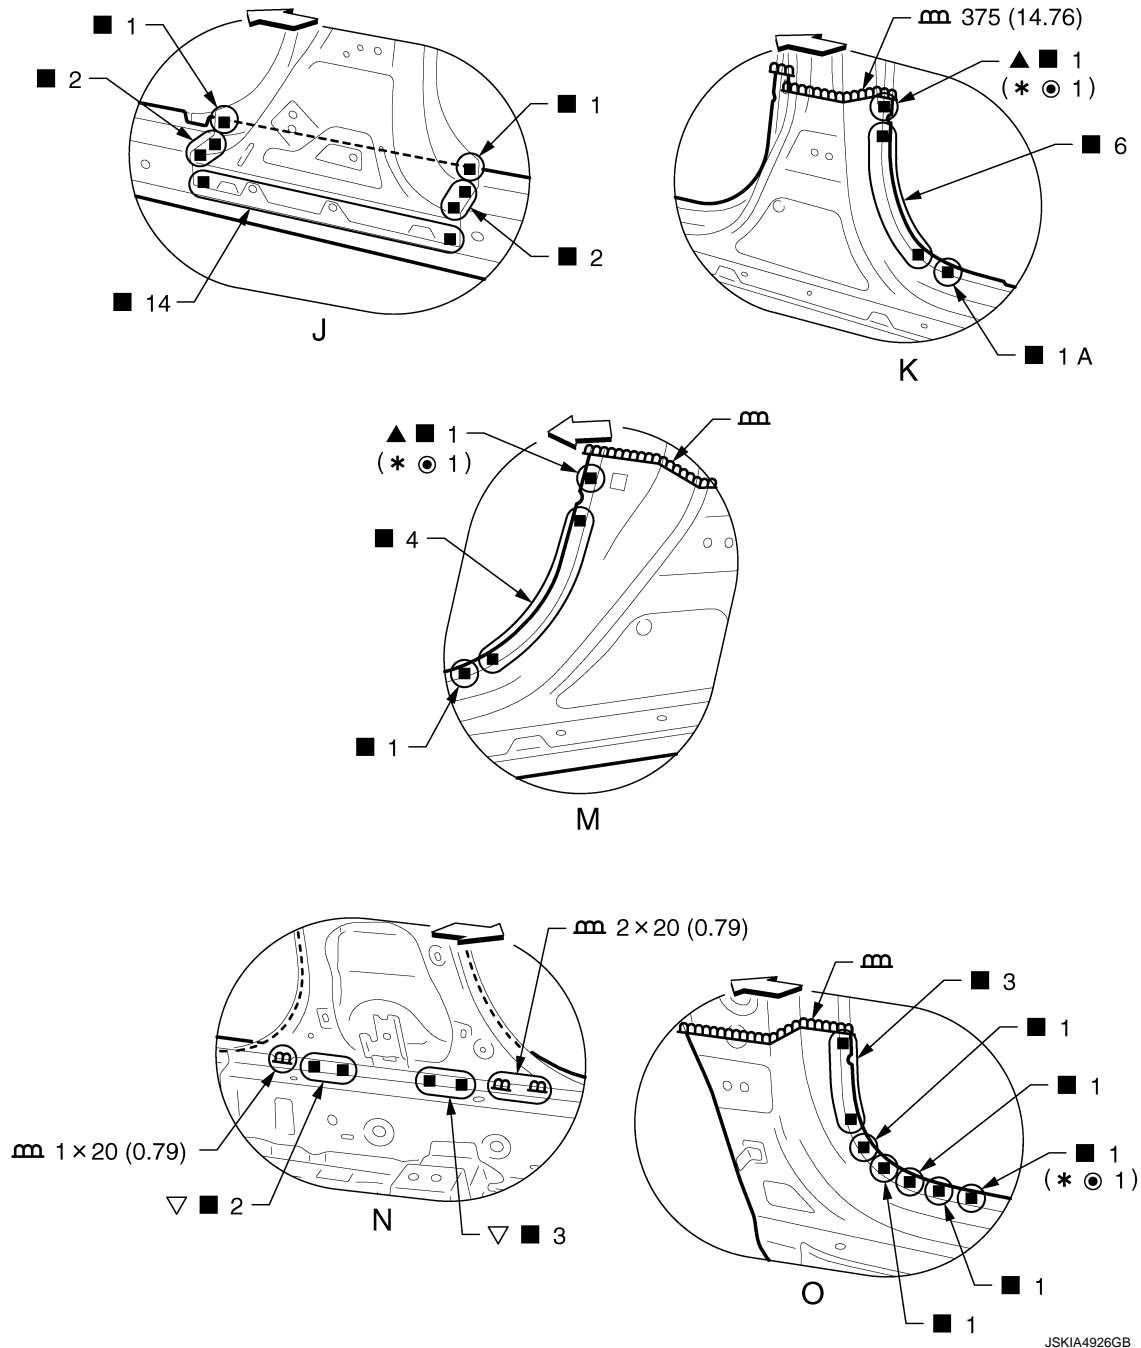 ■ 1
■ 2
■ 1
■ 2
■ 14
J
375 (14.76)
▲ ■ 1
(* ◉ 1)
■ 6
■ 1 A
K
▲ ■ 1
(* ◉ 1)
■ 4
■ 1
M
2×20 (0.79)
1×20 (0.79)
▽ ■ 2
▽ ■ 3
N
■ 3
■ 1
■ 1
■ 1
(* ◉ 1)
■ 1
■ 1
O
JSKIA4926GB